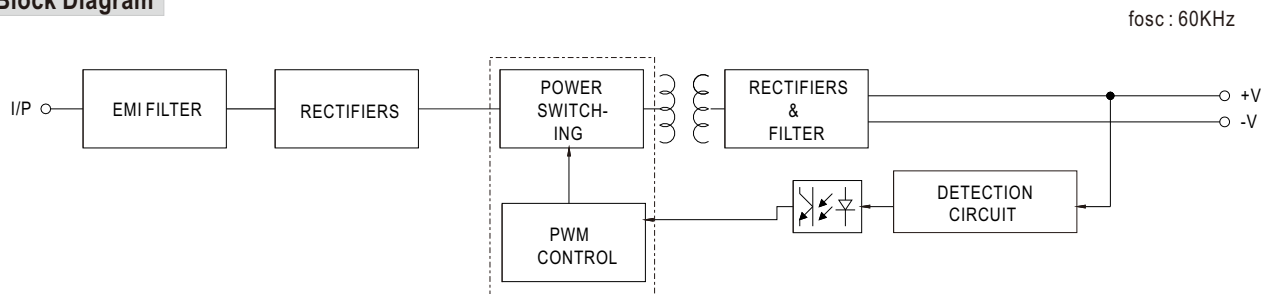 Block Diagram
fosc : 60KHz
I/P
EMI FILTER
RECTIFIERS
POWER
SWITCH-
ING
RECTIFIERS
&
FILTER
+V
-V
DETECTION
CIRCUIT
PWM
CONTROL